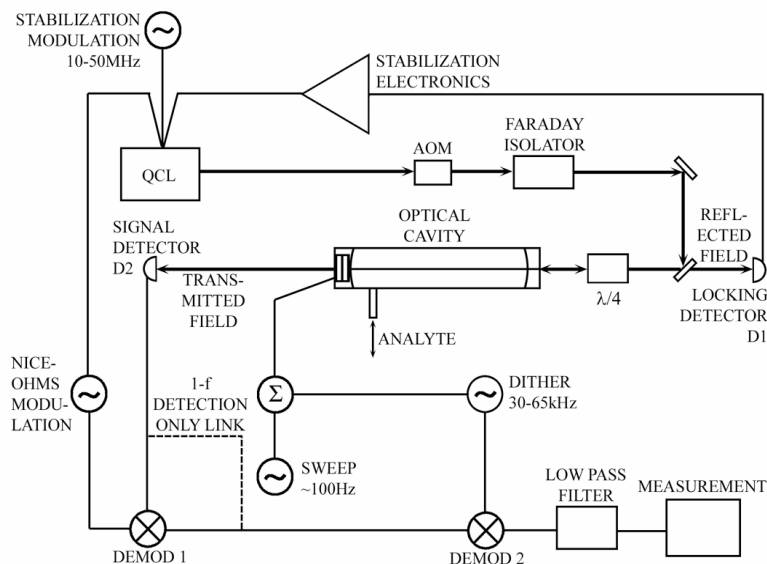 STABILIZATION
MODULATION
10-50MHz
STABILIZATION
ELECTRONICS
FARADAY
ISOLATOR
AOM
QCL
OPTICAL
CAVITY
REFL-
ECTED
FIELD
SIGNAL
DETECTOR
D2
TRANS-
MITTED
FIELD
λ/4
LOCKING
DETECTOR
D1
ANALYTE
NICE-
OHMS
MODU-
LATION
1-f
DETECTION
ONLY LINK
Σ
DITHER
30-65kHz
SWEEP
~100Hz
LOW PASS
FILTER
MEASUREMENT
DEMOD 1
DEMOD 2